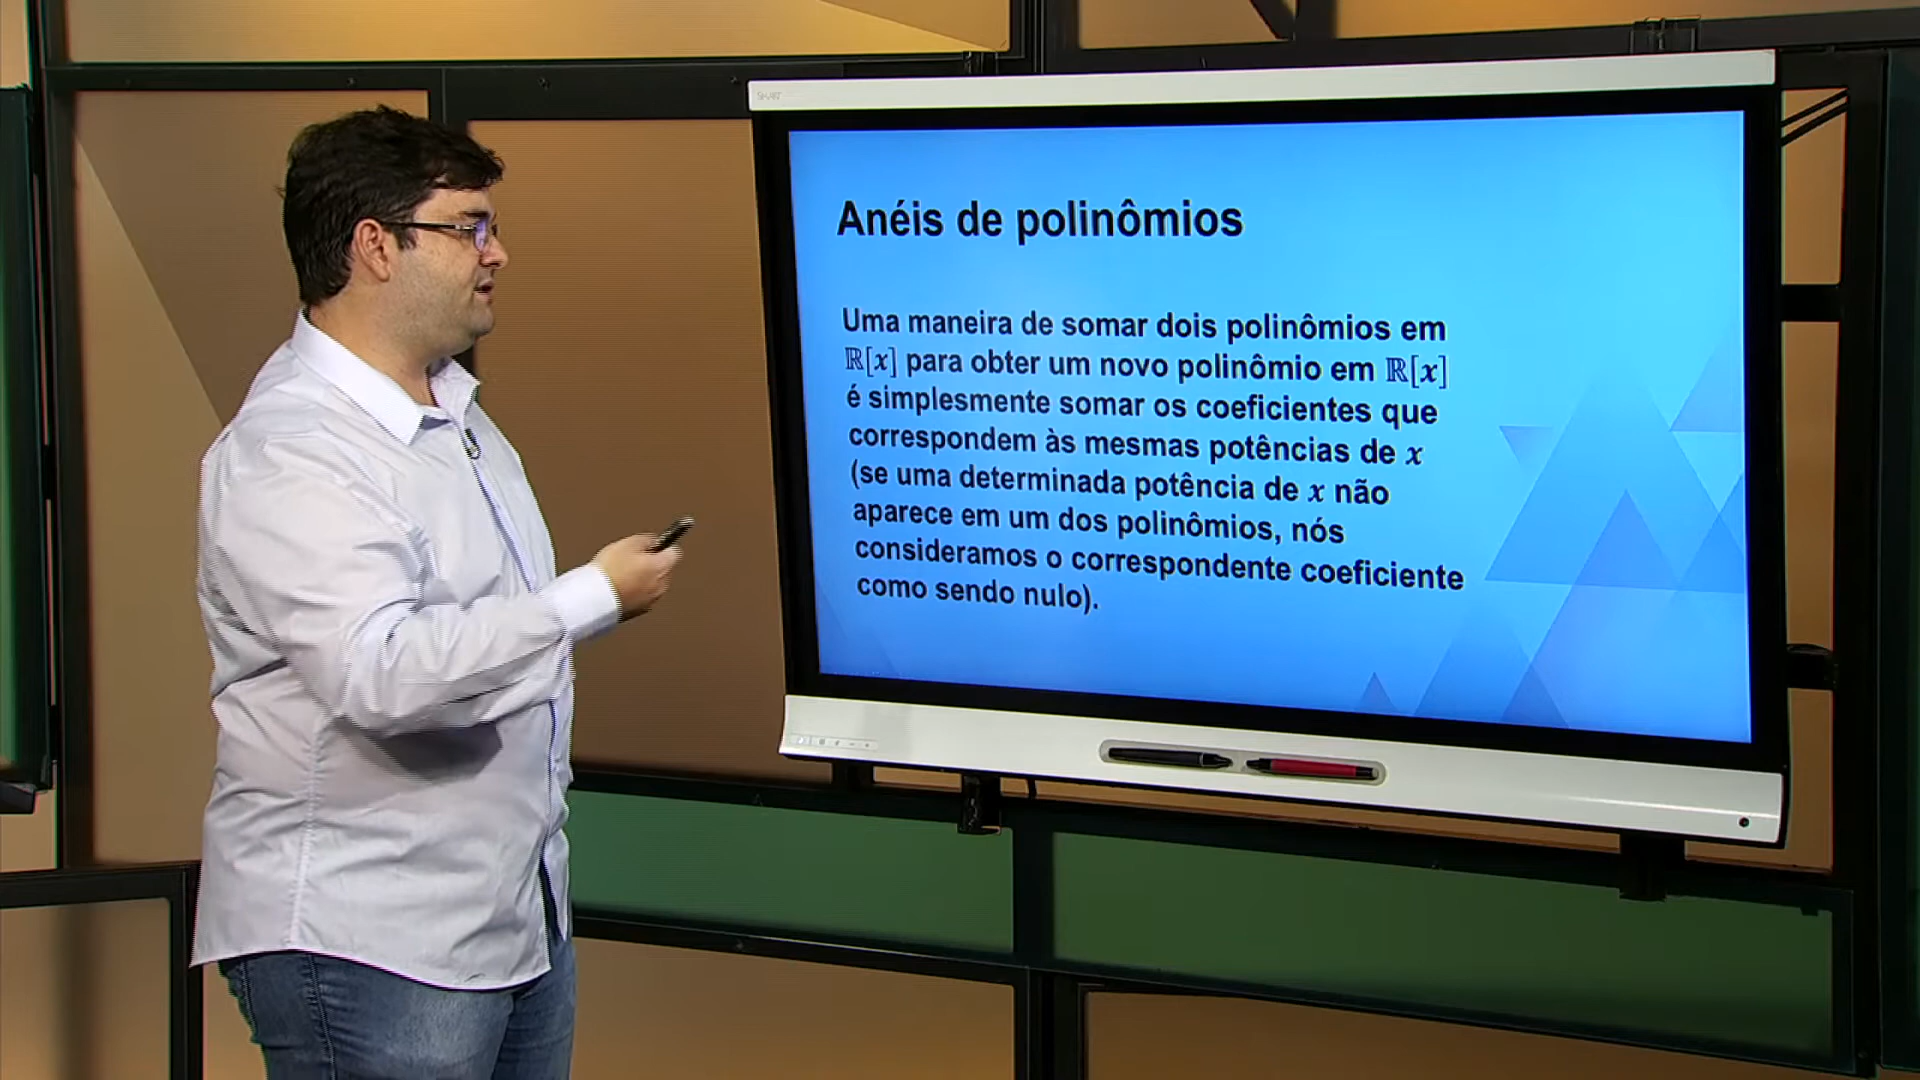 SMART
Anéis de polinômios
Uma maneira de somar dois polinômios em
ℝ[x] para obter um novo polinômio em ℝ[x]
é simplesmente somar os coeficientes que
correspondem às mesmas potências de x
(se uma determinada potência de x não
aparece em um dos polinômios, nós
consideramos o correspondente coeficiente
como sendo nulo).